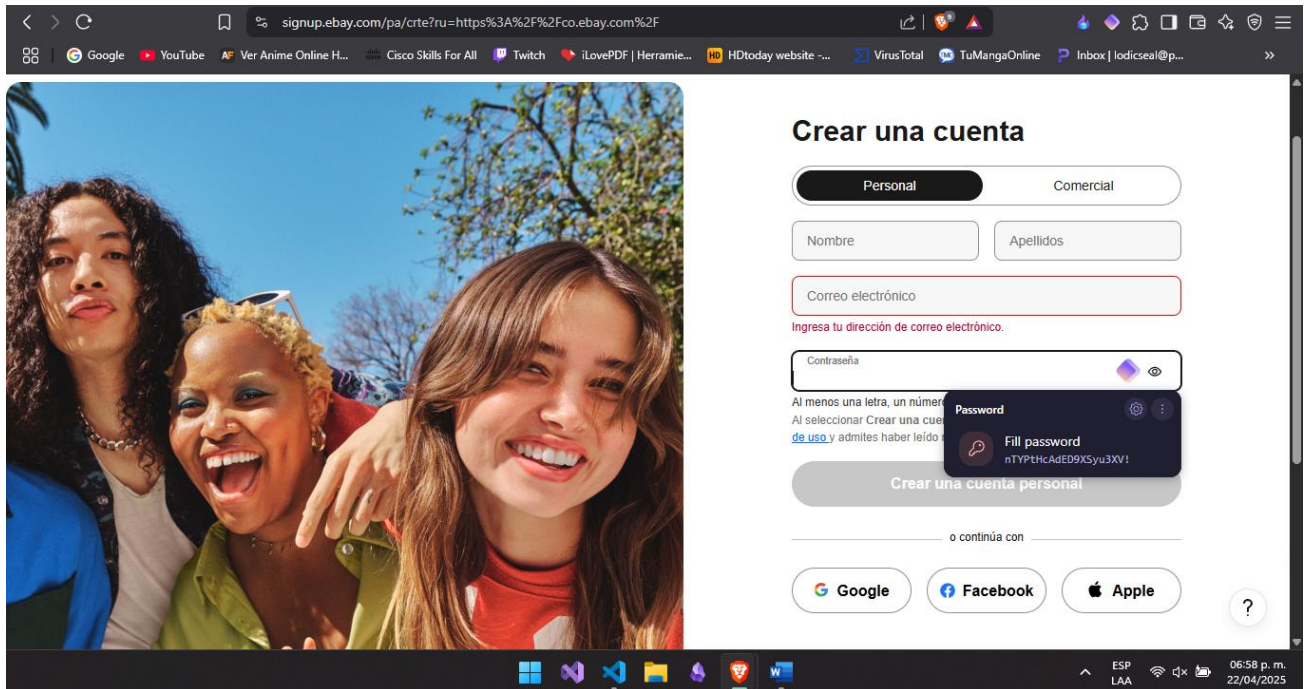 signup.ebay.com/pa/crte?ru=https%3A%2F%2Fco.ebay.com%2F
Google YouTube Ver Anime Online H... Cisco Skills For All Twitch iLovePDF | Herramie... HDtoday website -... VirusTotal TuMangaOnline Inbox | lodicseal@p... »
Crear una cuenta
Personal Comercial
Nombre Apellidos
Correo electrónico
Ingresa tu dirección de correo electrónico.
Contraseña
Al menos una letra, un número
Al seleccionar Crear una cue
de uso y admites haber leído
Password
Fill password
nTYPtHcAdED9XSyu3XV!
Crear una cuenta personal
o continúa con
Google Facebook Apple
?
ESP
LAA
06:58 p. m.
22/04/2025